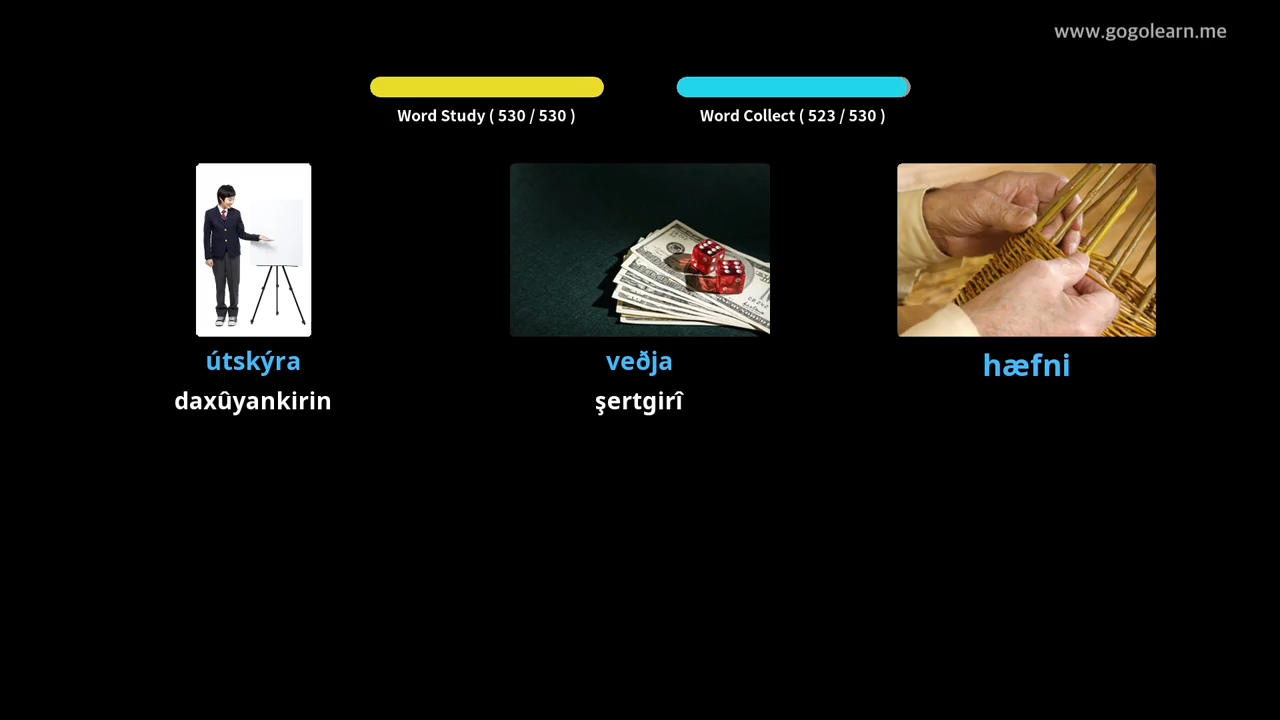 www.gogolearn.me
Word Study ( 530 / 530 )
Word Collect ( 523 / 530 )
útskýra
daxûyankirin
veðja
şertgirî
hæfni